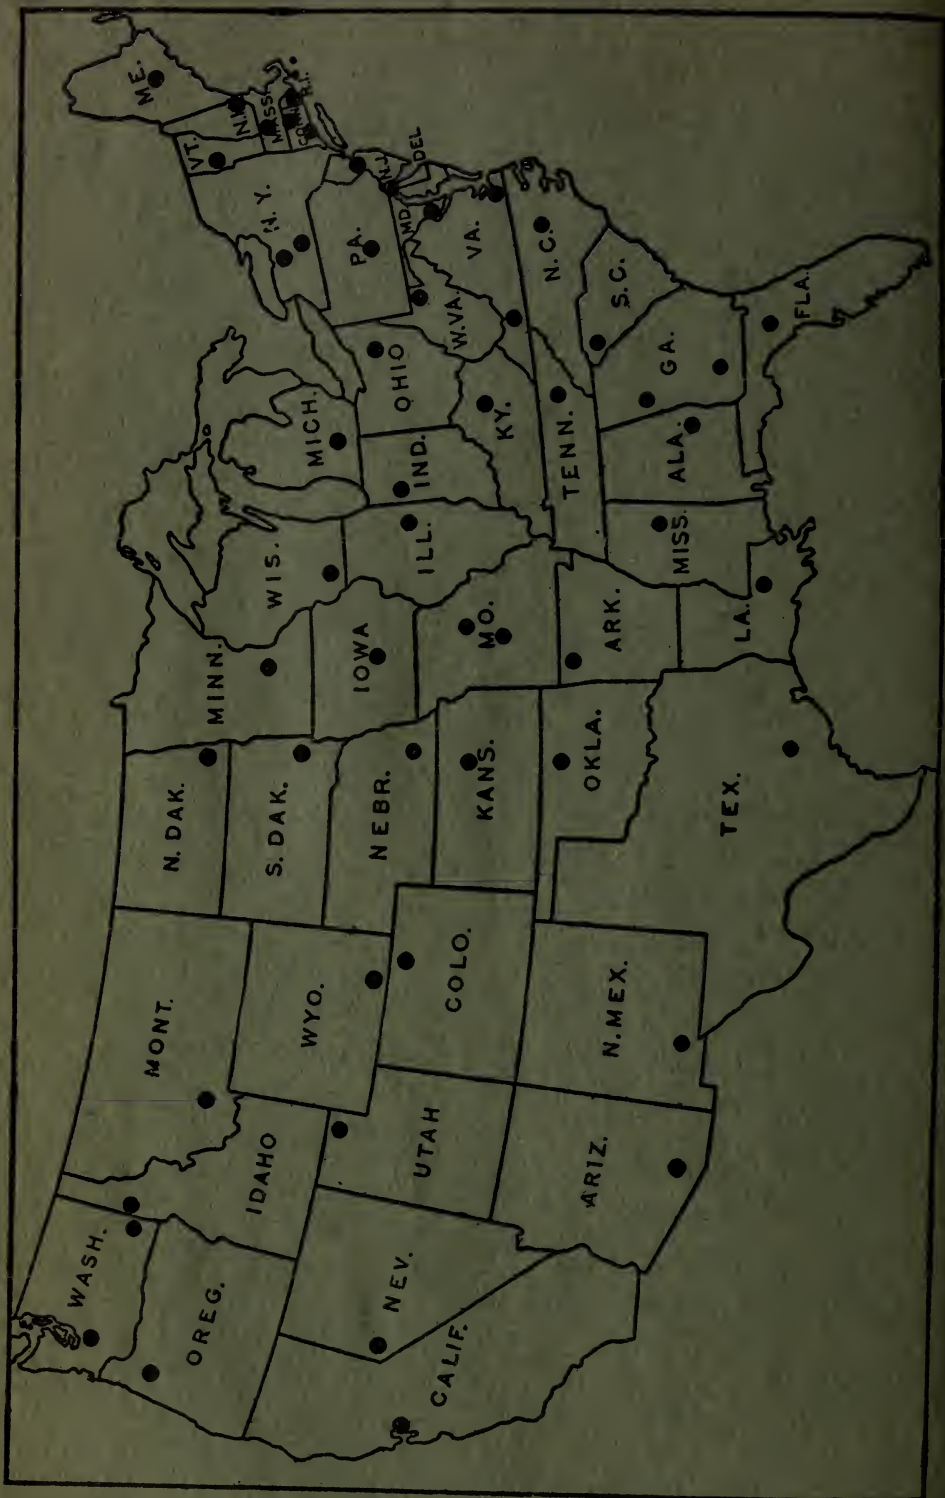 WASH.
OREG.
CALIF.
NEV.
IDAHO
MONT.
WYO.
UTAH
COLO.
ARIZ.
N.MEX.
N. DAK.
S. DAK.
NEBR.
KANS.
OKLA.
TEX.
MINN.
IOWA
MO.
ARK.
LA.
WIS.
ILL.
MICH.
IND.
OHIO
KY.
TENN.
MISS.
ALA.
GA.
FLA.
S.C.
N.C.
VA.
W.VA.
MD.
DEL
PA.
N.J.
N.Y.
VT.
N.H.
ME.
MASS.
CONN.
R.I.